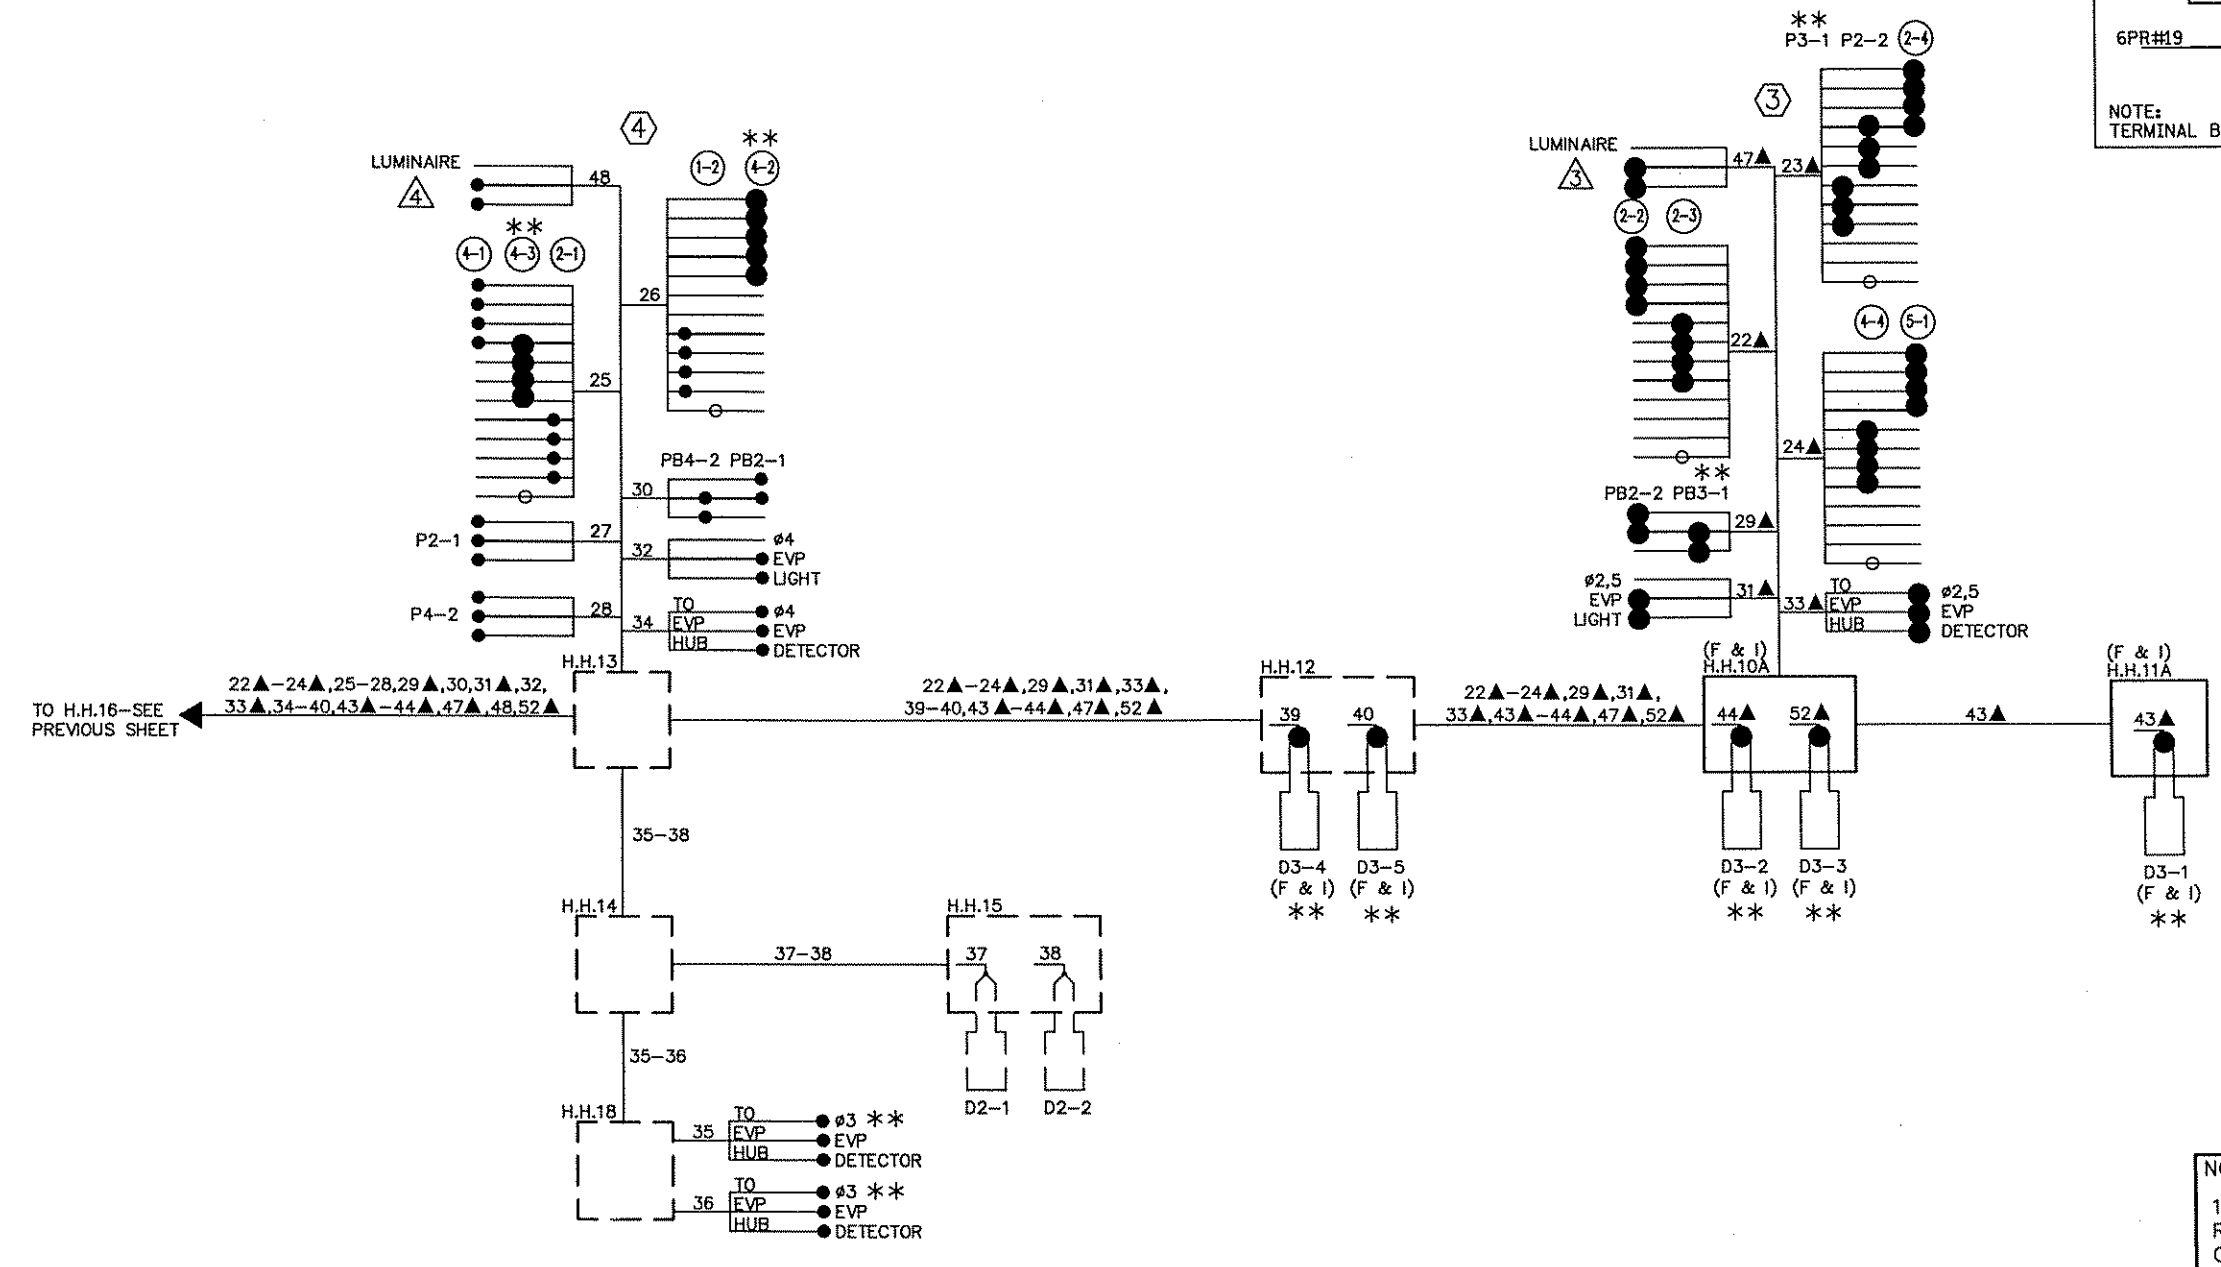 **
P3-1 P2-2 2-4
6PR#19
NOTE:
TERMINAL B
3
4
LUMINAIRE
4
48
**
1-2 4-2
**
4-1 4-3 2-1
26
25
PB4-2 PB2-1
30
P2-1
27
32
ø4
EVP
LIGHT
P4-2
28
34
TO
EVP
HUB
ø4
EVP
DETECTOR
LUMINAIRE
3
47▲
23▲
2-2 2-3
22▲
4-4 5-1
24▲
**
PB2-2 PB3-1
29▲
ø2,5
EVP
LIGHT
31▲
33▲
TO
EVP
HUB
ø2,5
EVP
DETECTOR
H.H.13
TO H.H.16-SEE
PREVIOUS SHEET
22▲-24▲,25-28,29▲,30,31▲,32,
33▲,34-40,43▲-44▲,47▲,48,52▲
22▲-24▲,29▲,31▲,33▲,
39-40,43▲-44▲,47▲,52▲
H.H.12
39
40
22▲-24▲,29▲,31▲,
33▲,43▲-44▲,47▲,52▲
(F & I)
H.H.10A
44▲
52▲
43▲
(F & I)
H.H.11A
43▲
D3-4
(F & I)
**
D3-5
(F & I)
**
D3-2
(F & I)
**
D3-3
(F & I)
**
D3-1
(F & I)
**
35-38
H.H.14
37-38
H.H.15
37
38
D2-1
D2-2
35-36
H.H.18
35
TO
EVP
HUB
ø3 **
EVP
DETECTOR
36
TO
EVP
HUB
ø3 **
EVP
DETECTOR
1